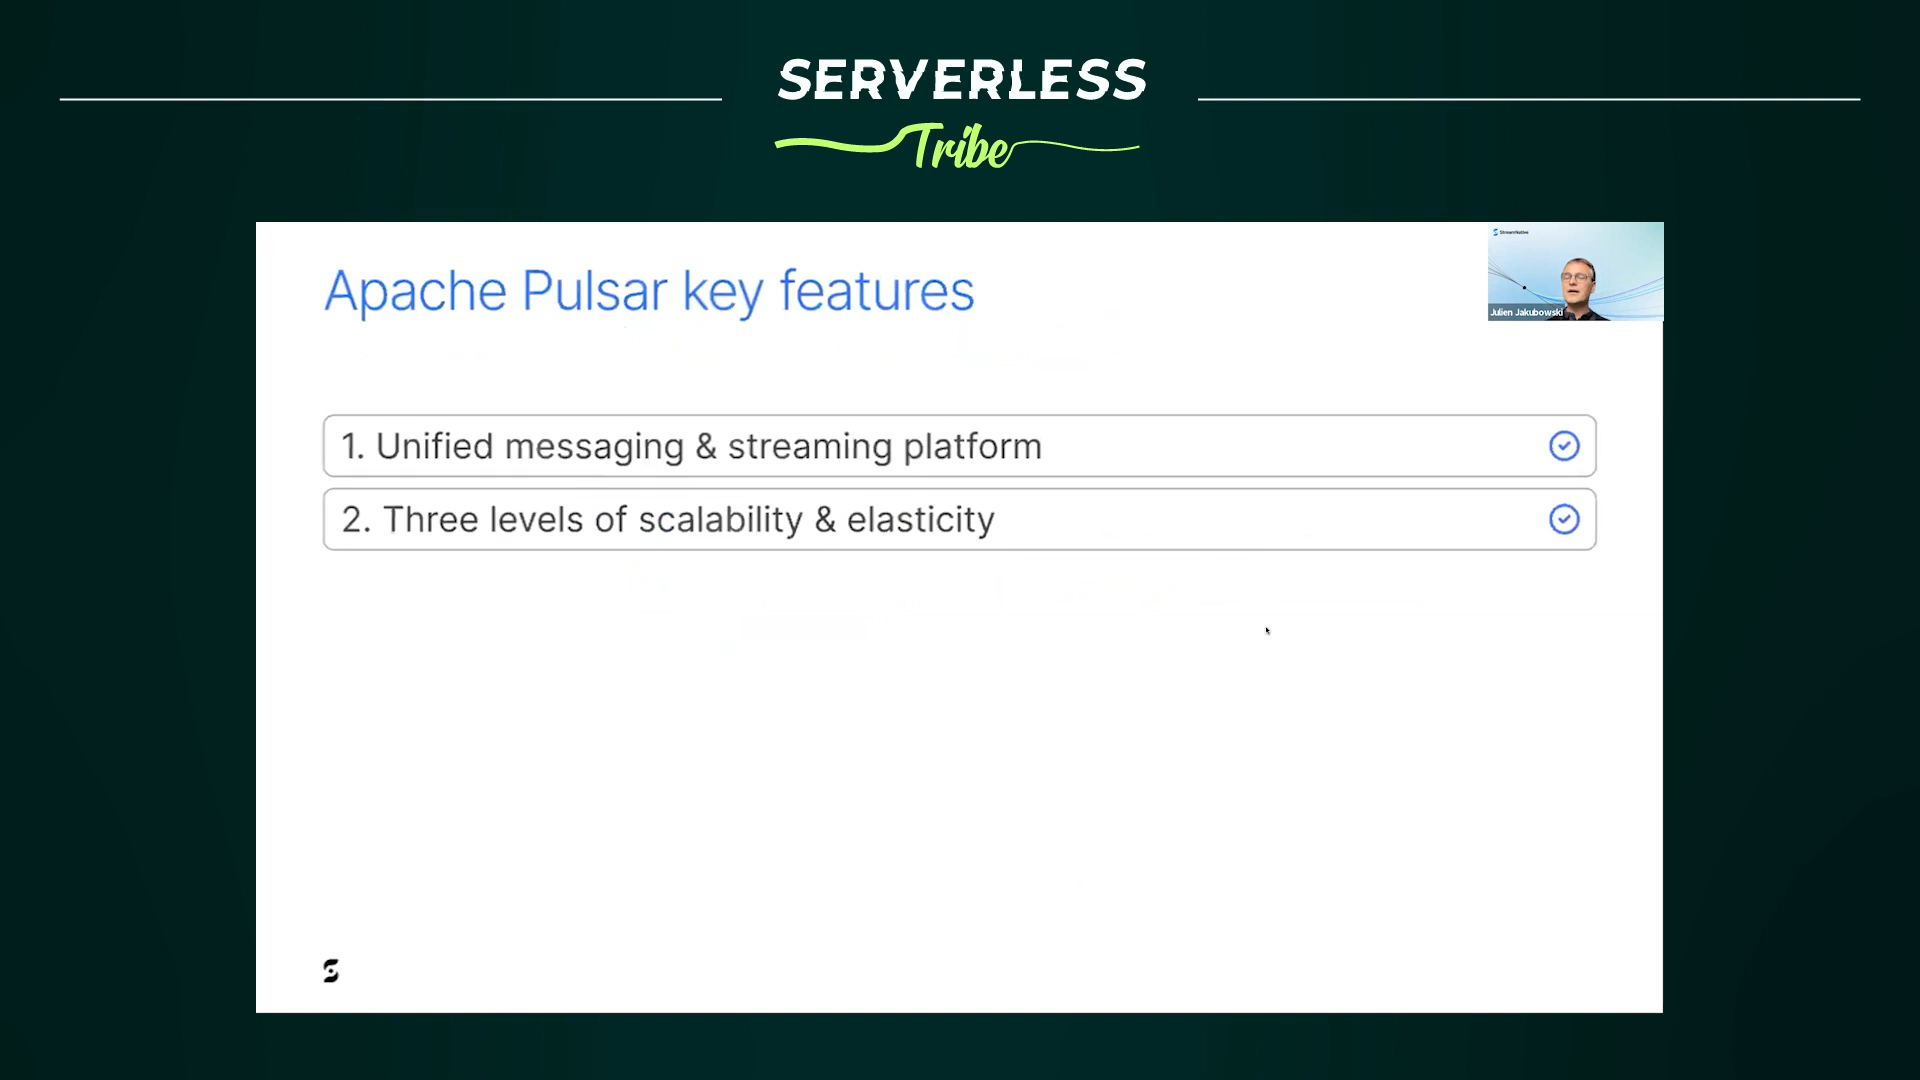 SERVERLESS
Tribe
Apache Pulsar key features
StreamNative
Julien Jakubowski
1. Unified messaging & streaming platform
2. Three levels of scalability & elasticity